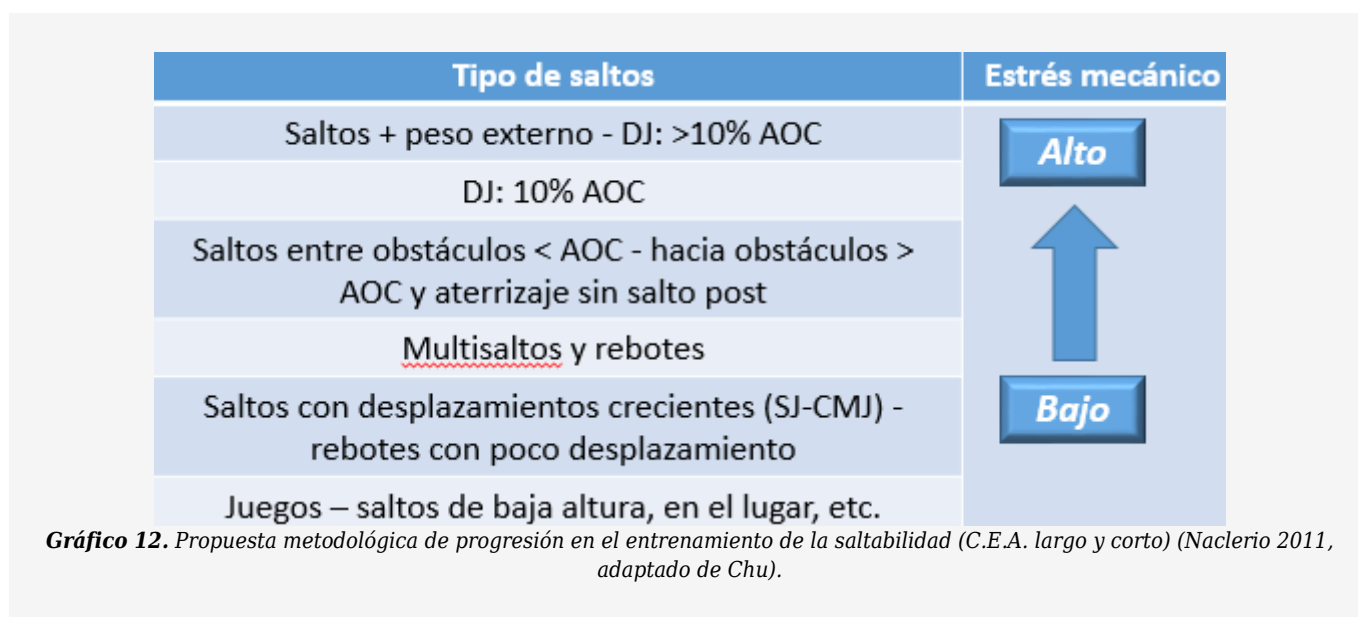 Tipo de saltos
Estrés mecánico
Saltos + peso externo - DJ: >10% AOC
Alto
DJ: 10% AOC
Saltos entre obstáculos < AOC - hacia obstáculos >
AOC y aterrizaje sin salto post
Multisaltos y rebotes
Saltos con desplazamientos crecientes (SJ-CMJ) -
rebotes con poco desplazamiento
Bajo
Juegos – saltos de baja altura, en el lugar, etc.
Gráfico 12. Propuesta metodológica de progresión en el entrenamiento de la saltabilidad (C.E.A. largo y corto) (Naclerio 2011,
adaptado de Chu).